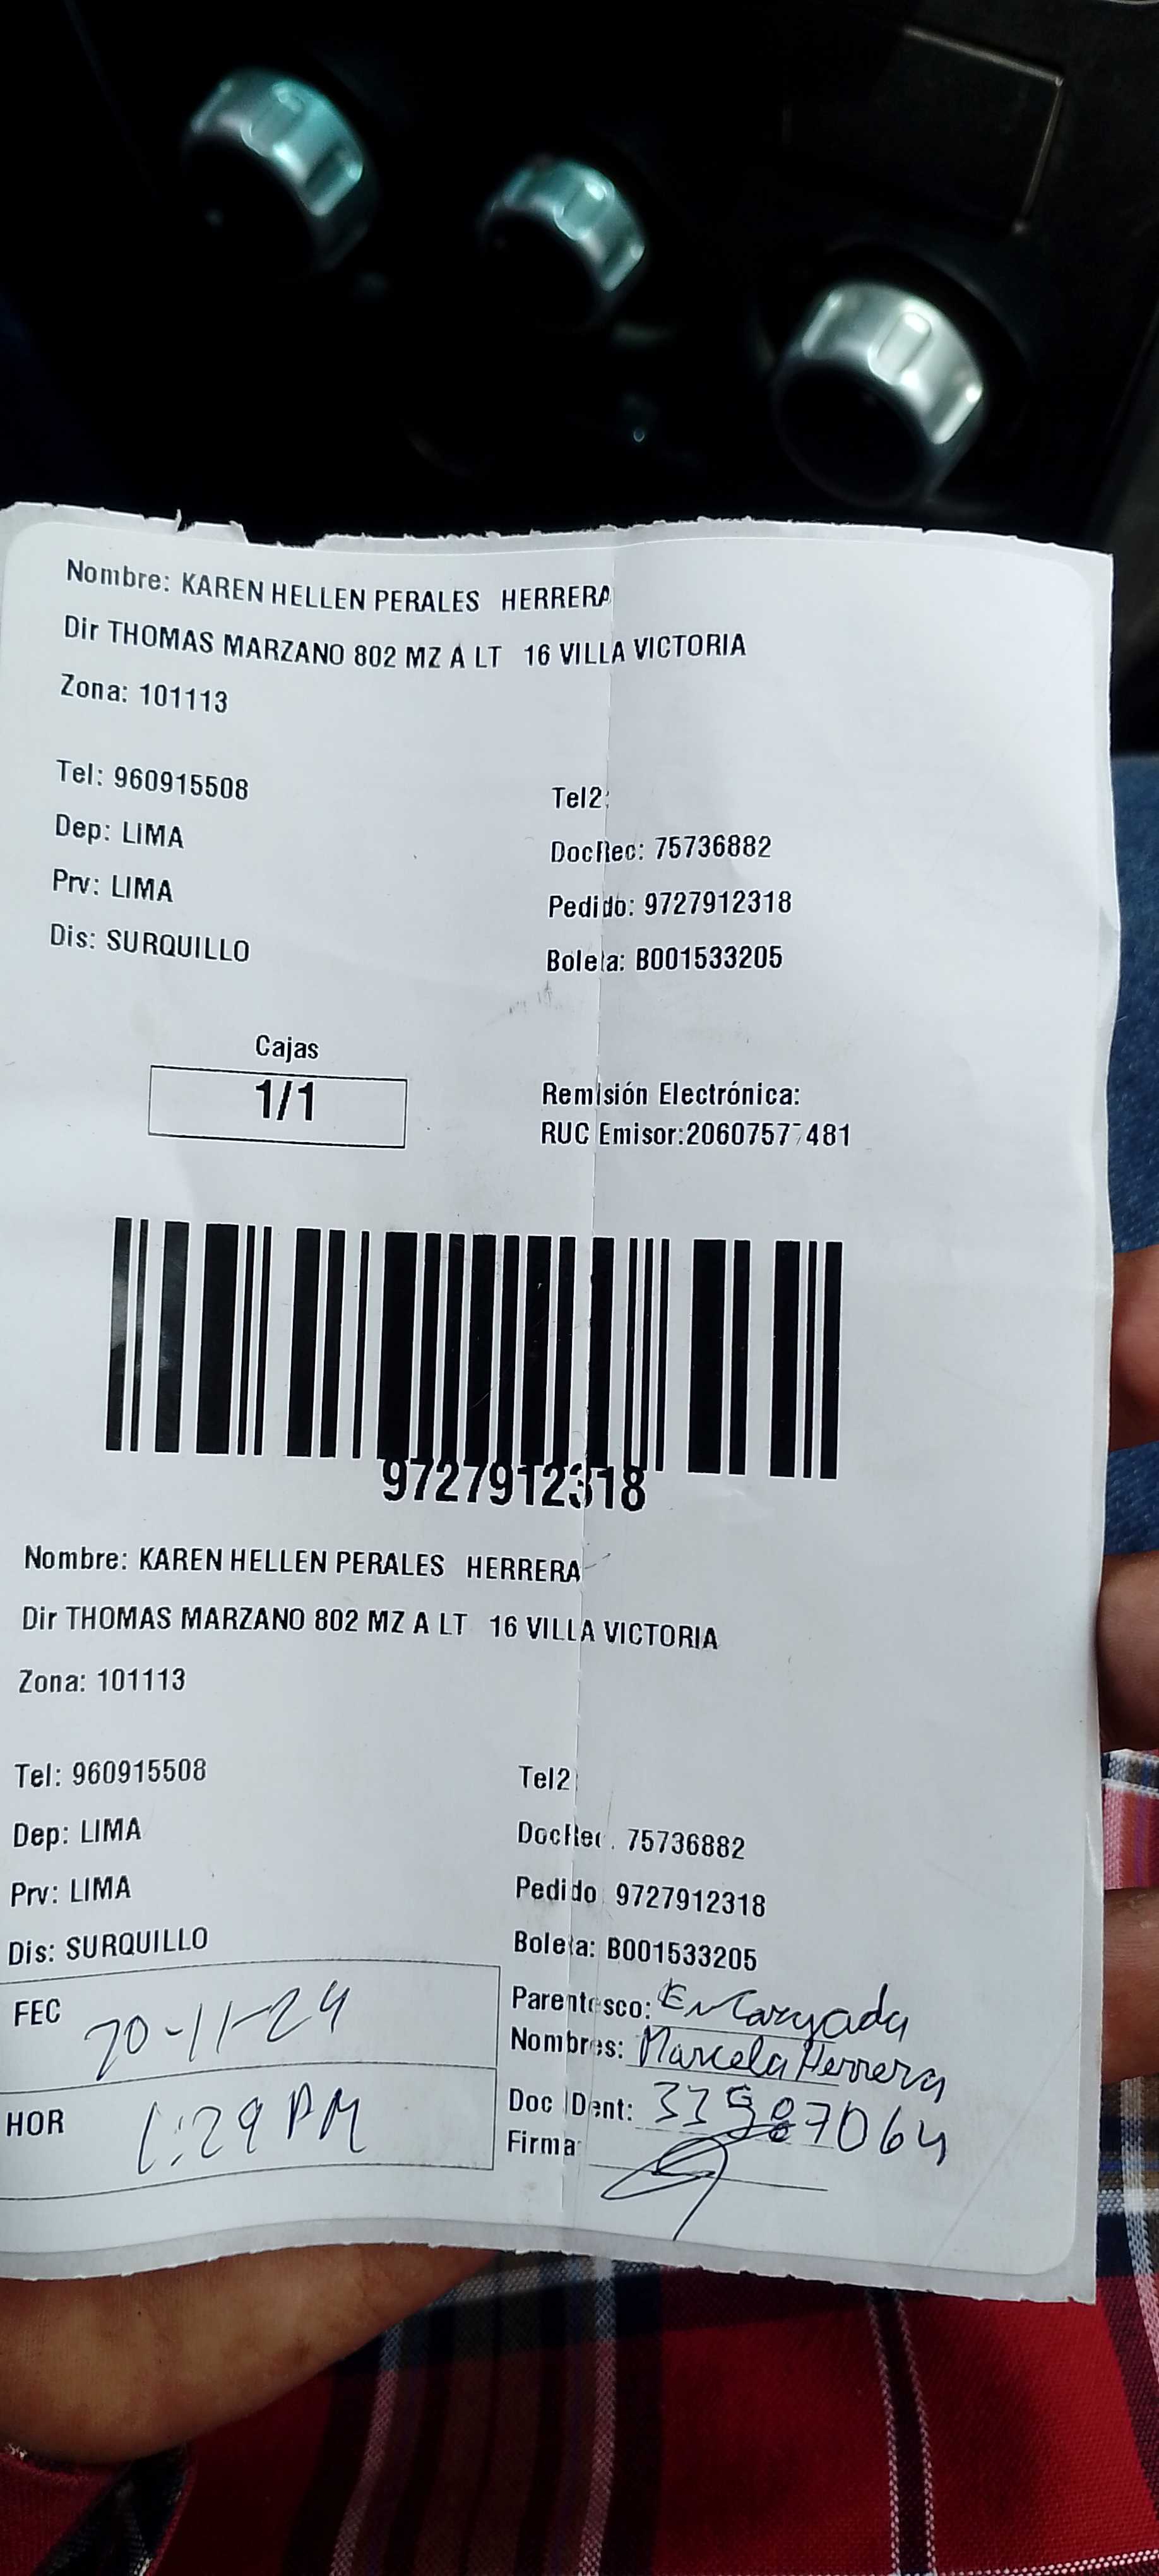 Nombre: KAREN HELLEN PERALES HERRERA
Dir THOMAS MARZANO 802 MZ A LT 16 VILLA VICTORIA
Zona: 101113
Tel: 960915508
Tel2:
Dep: LIMA
DocRec: 75736882
Prv: LIMA
Pedido: 9727912318
Dis: SURQUILLO
Boleta: B001533205
Cajas
1/1
Remisión Electrónica:
RUC Emisor:20607577481
9727912318
Nombre: KAREN HELLEN PERALES HERRERA
Dir THOMAS MARZANO 802 MZ A LT 16 VILLA VICTORIA
Zona: 101113
Tel: 960915508
Tel2
Dep: LIMA
DocRec. 75736882
Prv: LIMA
Pedido 9727912318
Dis: SURQUILLO
Boleta: B001533205
FEC 20-11-24
Parentesco: Encargada
Nombres: Marcela Herrera
HOR 1:29 PM
Doc IDent:
Firma